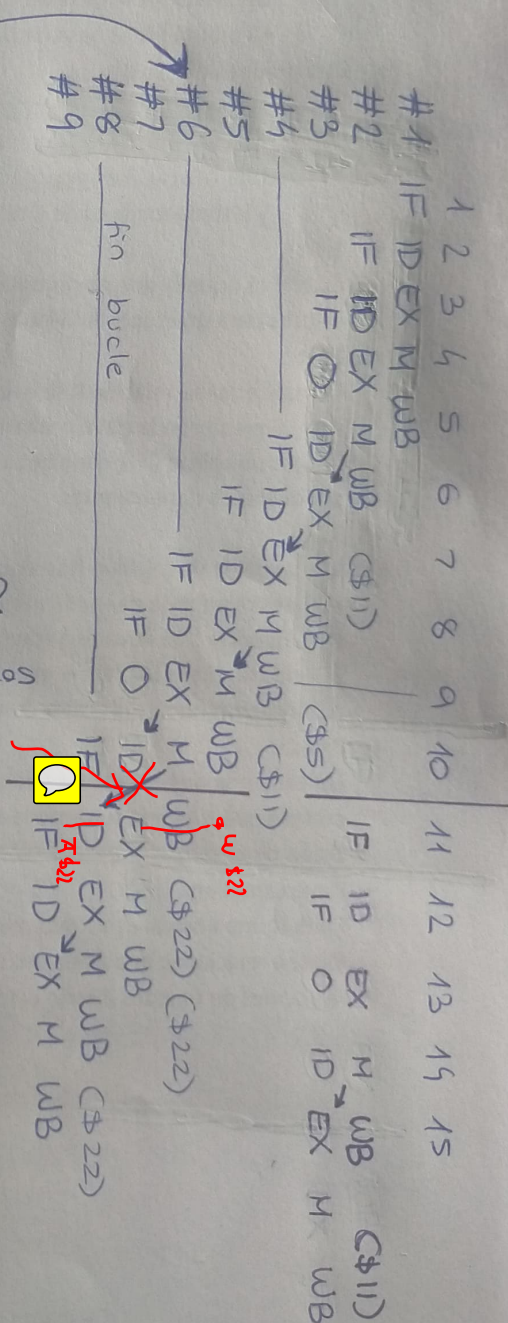 1 2 3 4 5 6 7 8 9 10 11 12 13 14 15
#1 IF ID EX M WB
#2 IF ID EX M WB ($11) IF ID EX M WB ($11)
#3 IF O ID EX M WB ($5) IF O ID EX M WB
#4 IF ID EX M WB ($11)
#5 IF ID EX M WB
#6 IF ID EX M WB ($22) ($22)
#7 IF O ID EX M WB
#8 IF ID EX M WB ($22)
#9 fin bucle IF ID EX M WB
W $22
$22